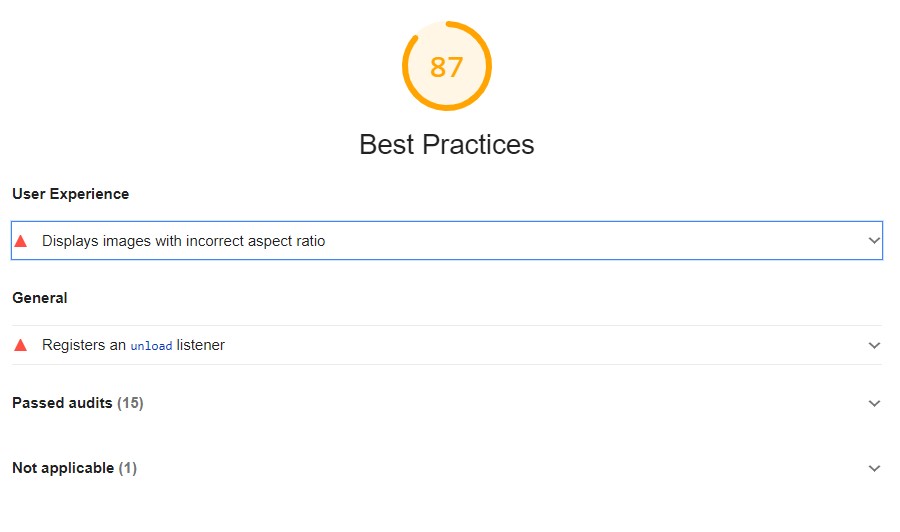 87
Best Practices
User Experience
Displays images with incorrect aspect ratio
General
Registers an unload listener
Passed audits (15)
Not applicable (1)